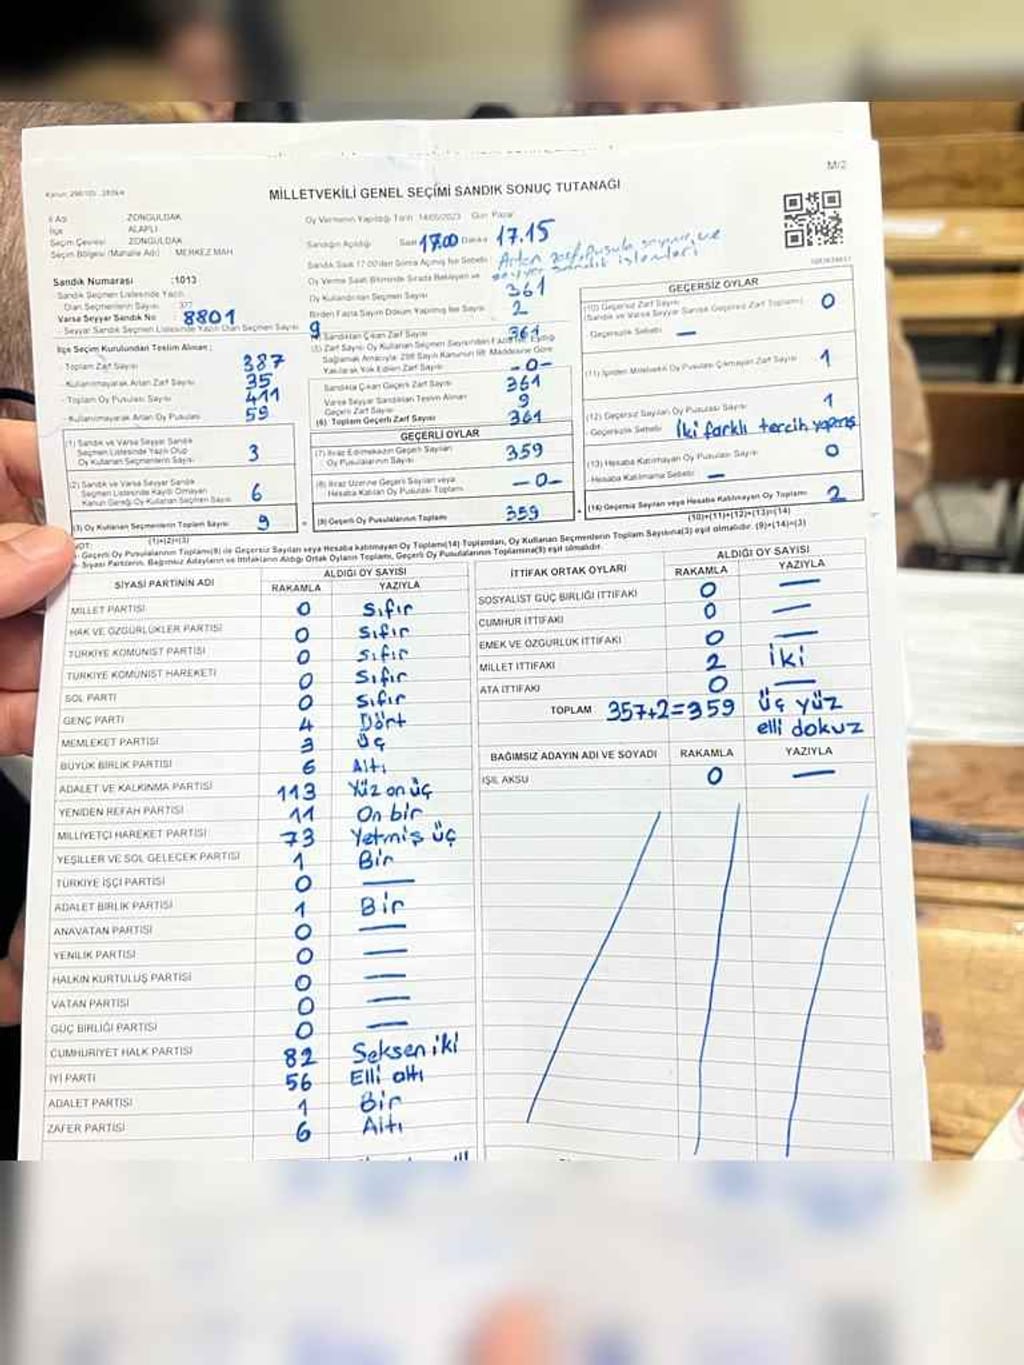 M/2
MİLLETVEKİLİ GENEL SEÇİMİ SANDIK SONUÇ TUTANAĞI
İl Adı ZONGULDAK
İlçe ALAPLI
Seçim Çevresi ZONGULDAK
Seçim Bölgesi (Mahalle Adı) MERKEZ MAH
Sandık Numarası :1013
Sandık Seçmen Listesinde Yazılı
Olan Seçmenlerin Sayısı 377
Varsa Seyyar Sandık No 8801
Seyyar Sandık Seçmen Listesinde Yazılı Olan Seçmen Sayısı 9
İlçe Seçim Kurulundan Teslim Alınan:
- Toplam Zarf Sayısı 387
- Kullanılmayarak Artan Zarf Sayısı 35
- Toplam Oy Pusulası Sayısı 411
- Kullanılmayarak Artan Oy Pusulası 59
(1) Sandık ve Varsa Seyyar Sandık
Seçmen Listesinde Yazılı Olup
Oy Kullanan Seçmenlerin Sayısı 3
(2) Sandık ve Varsa Seyyar Sandık
Seçmen Listesinde Kaydı Olmayan
Kanun Gereği Oy Kullanan Seçmen Sayısı 6
(3) Oy Kullanan Seçmenlerin Toplam Sayısı 9
(1)+(2)=(3)
Oy Vermenin Yapıldığı Tarih 14/05/2023 Gün Pazar
Sandığın Açıldığı Saat 17.00 Dakika 17.15
Sandık Saat 17.00'den Sonra Açılmış İse Sebebi: Artan zarf, pusula sayımı ve
seyyar sandık işlemleri
Oy Verme Saati Bitiminde Sırada Bekleyen ve
Oy Kullandırılan Seçmen Sayısı 361
Birden Fazla Sayım Döküm Yapılmış İse Sayısı 2
Sandıktan Çıkan Zarf Sayısı 361
(5) Zarf Sayısı Oy Kullanan Seçmen Sayısından Fazla İse, Eşitliği
Sağlamak Amacıyla 298 Sayılı Kanunun 98. Maddesine Göre
Yakılarak Yok Edilen Zarf Sayısı -0-
Sandıkta Çıkan Geçerli Zarf Sayısı 361
Varsa Seyyar Sandıktan Teslim Alınan
Geçerli Zarf Sayısı 9
(6) Toplam Geçerli Zarf Sayısı 361
GEÇERLİ OYLAR
(7) İtiraz Edilmeksizin Geçerli Sayılan
Oy Pusulalarının Sayısı 359
(8) İtiraz Üzerine Geçerli Sayılan veya
Hesaba Katılan Oy Pusulası Toplamı -0-
(9) Geçerli Oy Pusulalarının Toplamı 359
GEÇERSİZ OYLAR
(10) Geçersiz Zarf Sayısı
(Sandık ve Varsa Seyyar Sandık Geçersiz Zarf Toplamı) 0
Geçersizlik Sebebi: —
(11) İçinden Milletvekili Oy Pusulası Çıkmayan Zarf Sayısı 1
(12) Geçersiz Sayılan Oy Pusulası Sayısı 1
Geçersizlik Sebebi: İki farklı tercih yapmış
(13) Hesaba Katılmayan Oy Pusulası Sayısı 0
Hesaba Katılmama Sebebi: —
(14) Geçersiz Sayılan veya Hesaba Katılmayan Oy Toplamı 2
(10)+(11)+(12)+(13)=(14)
NOT:
- Geçerli Oy Pusulalarının Toplamı(9) ile Geçersiz Sayılan veya Hesaba katılmayan Oy Toplamı(14) Toplamları, Oy Kullanan Seçmenlerin Toplam Sayısına(3) eşit olmalıdır. (9)+(14)=(3)
- Siyasi Partilerin, Bağımsız Adayların ve İttifakların Aldığı Ortak Oyların Toplamı, Geçerli Oy Pusulalarının Toplamına(9) eşit olmalıdır.
SİYASİ PARTİNİN ADI ALDIĞI OY SAYISI
RAKAMLA YAZIYLA
MİLLET PARTİSİ 0 Sıfır
HAK VE ÖZGÜRLÜKLER PARTİSİ 0 Sıfır
TÜRKİYE KOMÜNİST PARTİSİ 0 Sıfır
TÜRKİYE KOMÜNİST HAREKETİ 0 Sıfır
SOL PARTİ 0 Sıfır
GENÇ PARTİ 4 Dört
MEMLEKET PARTİSİ 3 Üç
BÜYÜK BİRLİK PARTİSİ 6 Altı
ADALET VE KALKINMA PARTİSİ 113 Yüz on üç
YENİDEN REFAH PARTİSİ 11 On bir
MİLLİYETÇİ HAREKET PARTİSİ 73 Yetmiş üç
YEŞİLLER VE SOL GELECEK PARTİSİ 1 Bir
TÜRKİYE İŞÇİ PARTİSİ 0 —
ADALET BİRLİK PARTİSİ 1 Bir
ANAVATAN PARTİSİ 0 —
YENİLİK PARTİSİ 0 —
HALKIN KURTULUŞ PARTİSİ 0 —
VATAN PARTİSİ 0 —
GÜÇ BİRLİĞİ PARTİSİ 0 —
CUMHURİYET HALK PARTİSİ 82 Seksen iki
İYİ PARTİ 56 Elli altı
ADALET PARTİSİ 1 Bir
ZAFER PARTİSİ 6 Altı
İTTİFAK ORTAK OYLARI ALDIĞI OY SAYISI
RAKAMLA YAZIYLA
SOSYALİST GÜÇ BİRLİĞİ İTTİFAKI 0 —
CUMHUR İTTİFAKI 0 —
EMEK VE ÖZGÜRLÜK İTTİFAKI 0 —
MİLLET İTTİFAKI 2 İki
ATA İTTİFAKI 0 —
TOPLAM 357+2=359 Üç yüz
elli dokuz
BAĞIMSIZ ADAYIN ADI VE SOYADI RAKAMLA YAZIYLA
IŞIL AKSU 0 —